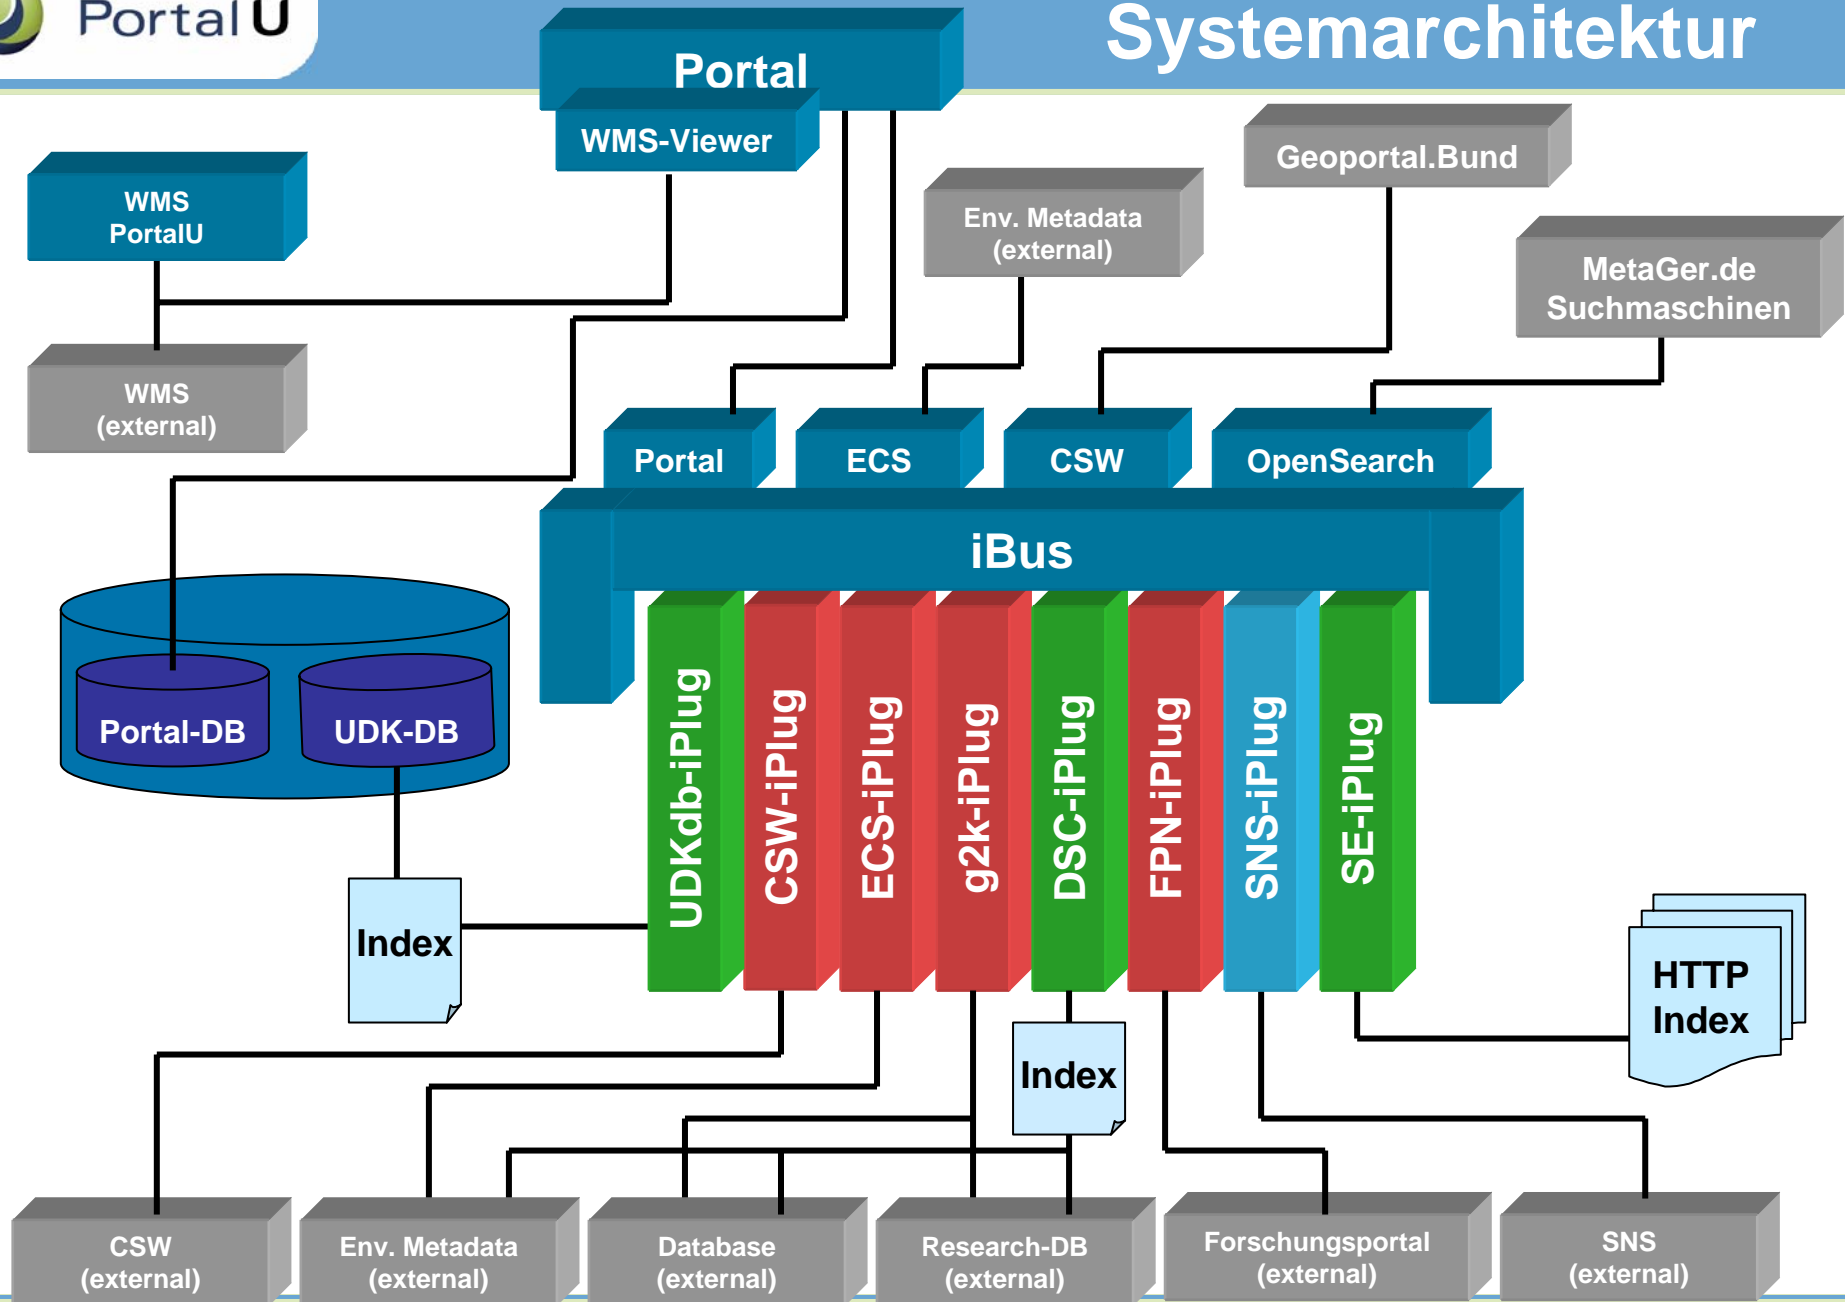 Portal U
Systemarchitektur
Portal
WMS-Viewer
WMS
PortalU
WMS
(external)
Env. Metadata
(external)
Geoportal.Bund
MetaGer.de
Suchmaschinen
Portal
ECS
CSW
OpenSearch
iBus
Portal-DB
UDK-DB
UDKdb-iPlug
CSW-iPlug
ECS-iPlug
g2k-iPlug
DSC-iPlug
FPN-iPlug
SNS-iPlug
SE-iPlug
Index
HTTP
Index
Index
CSW
(external)
Env. Metadata
(external)
Database
(external)
Research-DB
(external)
Forschungsportal
(external)
SNS
(external)